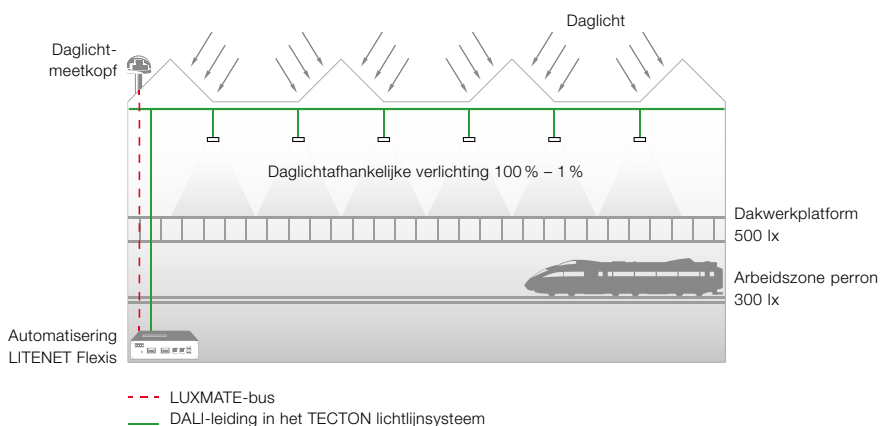 Daglicht
Daglicht-
meetkopf
Daglichtafhankelijke verlichting 100 % – 1 %
Dakwerkplatform
500 lx
Arbeidszone perron
300 lx
Automatisering
LITENET Flexis
LUXMATE-bus
DALI-leiding in het TECTON lichtlijnsysteem